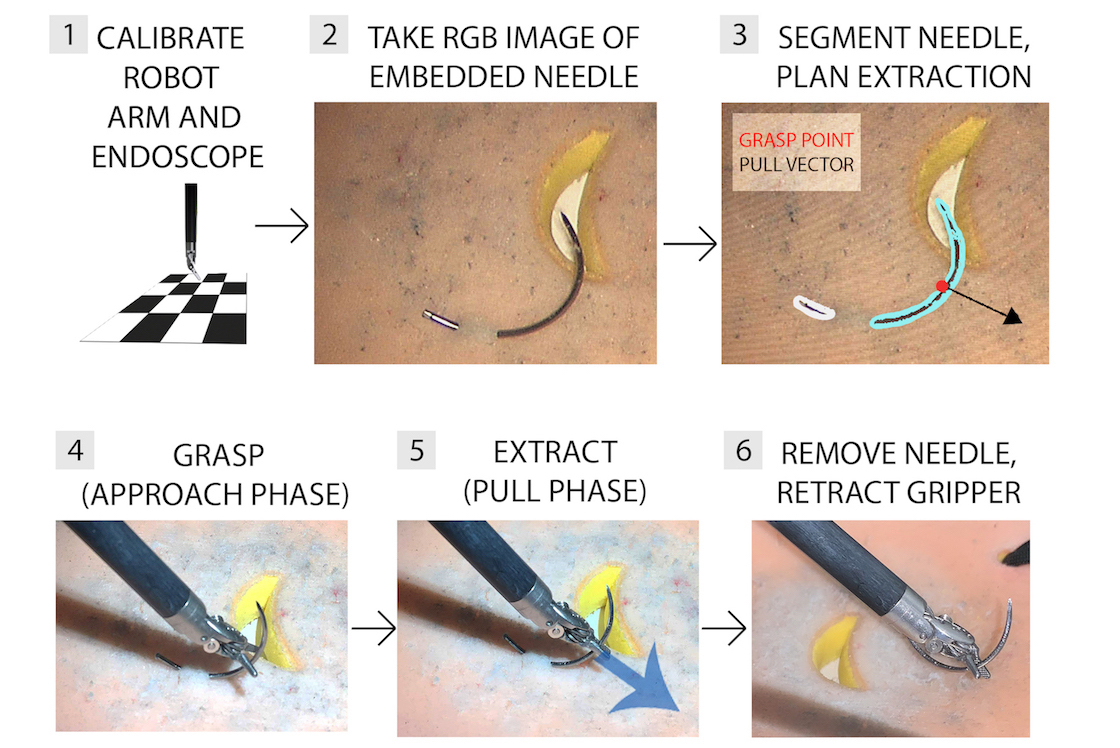 1 CALIBRATE
ROBOT
ARM AND
ENDOSCOPE
2 TAKE RGB IMAGE OF
EMBEDDED NEEDLE
3 SEGMENT NEEDLE,
PLAN EXTRACTION
GRASP POINT
PULL VECTOR
4 GRASP
(APPROACH PHASE)
5 EXTRACT
(PULL PHASE)
6 REMOVE NEEDLE,
RETRACT GRIPPER